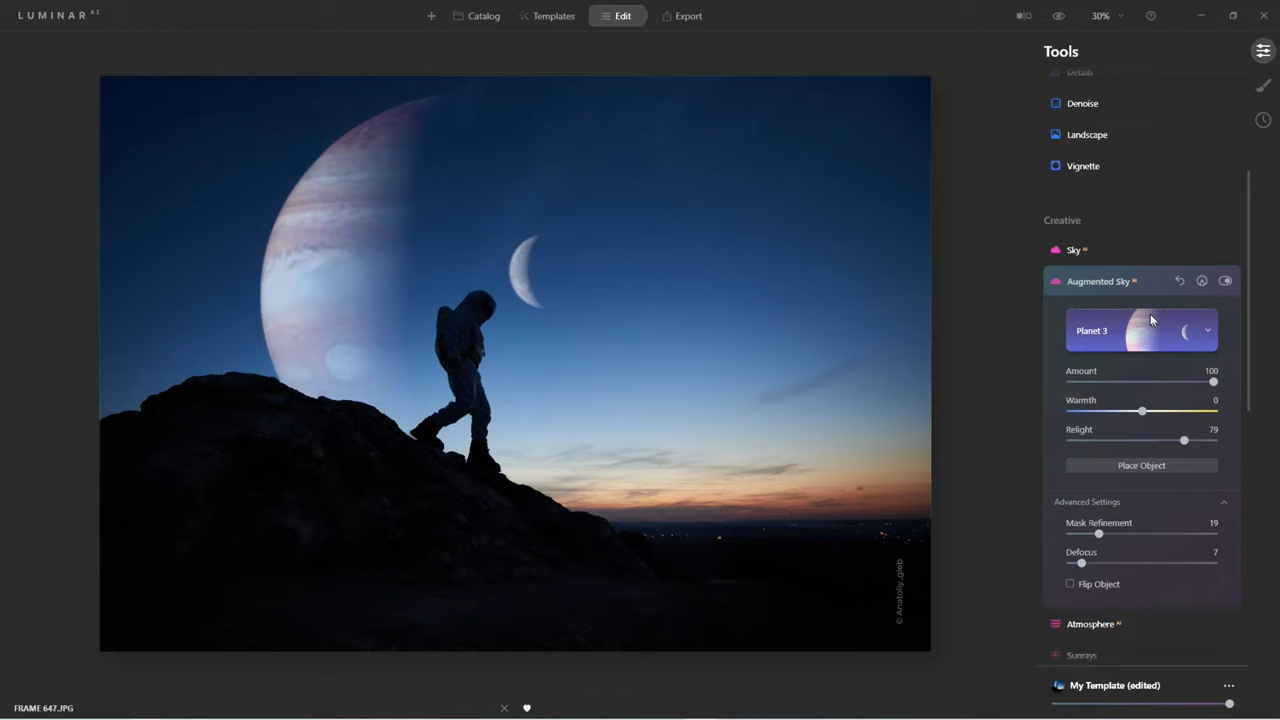 LUMINAR AI
Catalog
Templates
Edit
Export
30%
Tools
Details
Denoise
Landscape
Vignette
Creative
Sky AI
Augmented Sky AI
Planet 3
Amount 100
Warmth 0
Relight 79
Place Object
Advanced Settings
Mask Refinement 19
Defocus 7
Flip Object
Atmosphere AI
Sunrays
My Template (edited)
© Anatoliy_gleb
FRAME 647.JPG